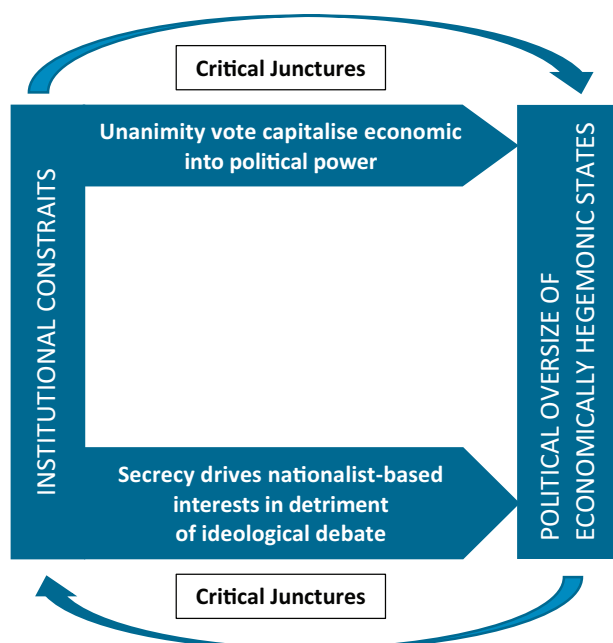 Critical Junctures
Unanimity vote capitalise economic
into political power
INSTITUTIONAL CONSTRAITS
POLITICAL OVERSIZE OF
ECONOMICALLY HEGEMONIC STATES
Secrecy drives nationalist-based
interests in detriment
of ideological debate
Critical Junctures